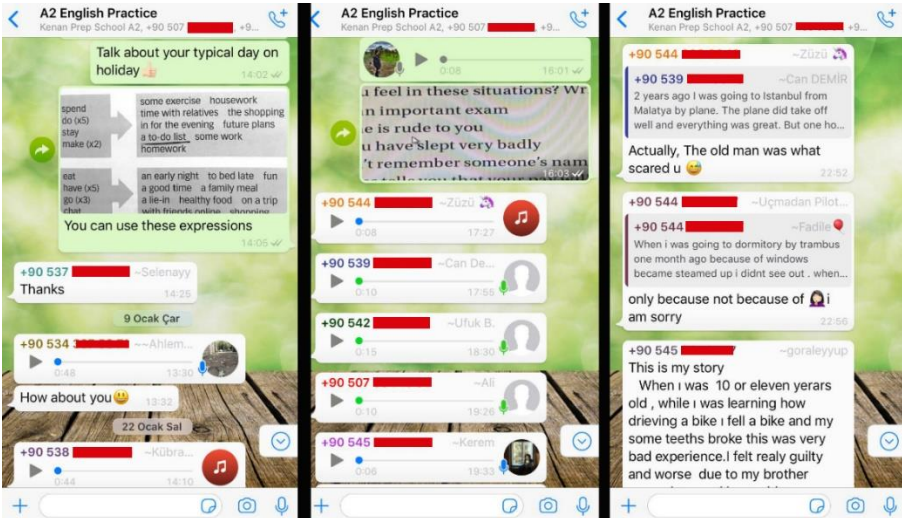 A2 English Practice
Kenan Prep School A2, +90 507 +9...
Talk about your typical day on
holiday 👍🏻
14:02
spend
do (x5)
stay
make (x2)
some exercise housework
time with relatives the shopping
in for the evening future plans
a to-do list some work
homework
eat
have (x5)
go (x3)
chat
an early night to bed late fun
a good time a family meal
a lie-in healthy food on a trip
with friends online shopping
You can use these expressions
14:05
+90 537 ~Selenayy
Thanks
14:25
9 Ocak Çar
+90 534 ~~Ahlem...
0:48 13:30
How about you😃 13:32
22 Ocak Sal
+90 538 ~Kübra...
0:44 14:10
A2 English Practice
Kenan Prep School A2, +90 507 +9...
0:08 16:01
u feel in these situations? Wr
n important exam
e is rude to you
u have slept very badly
't remember someone's nam
16:03
+90 544 ~Züzü 🦄
0:08 17:27
+90 539 ~Can De...
0:10 17:56
+90 542 ~Ufuk B.
0:15 18:30
+90 507 ~Ali
0:10 19:26
+90 545 ~Kerem
0:06 19:33
A2 English Practice
Kenan Prep School A2, +90 507 +9...
+90 544 ~Züzü 🦄
+90 539 ~Can DEMİR
2 years ago I was going to Istanbul from
Malatya by plane. The plane did take off
well and everything was great. But one ho...
Actually, The old man was what
scared u 😅
22:52
+90 544 ~Uçmadan Pilot...
+90 544 ~Fadile🎈
When i was going to dormitory by trambus
one month ago because of windows
became steamed up i didnt see out . when...
only because not because of 🤦🏻‍♀️i
am sorry
22:56
+90 545 ~goraleyyup
This is my story
When ı was 10 or eleven yerars
old , while ı was learning how
drieving a bike ı fell a bike and my
some teeths broke this was very
bad experience.I felt realy guilty
and worse due to my brother